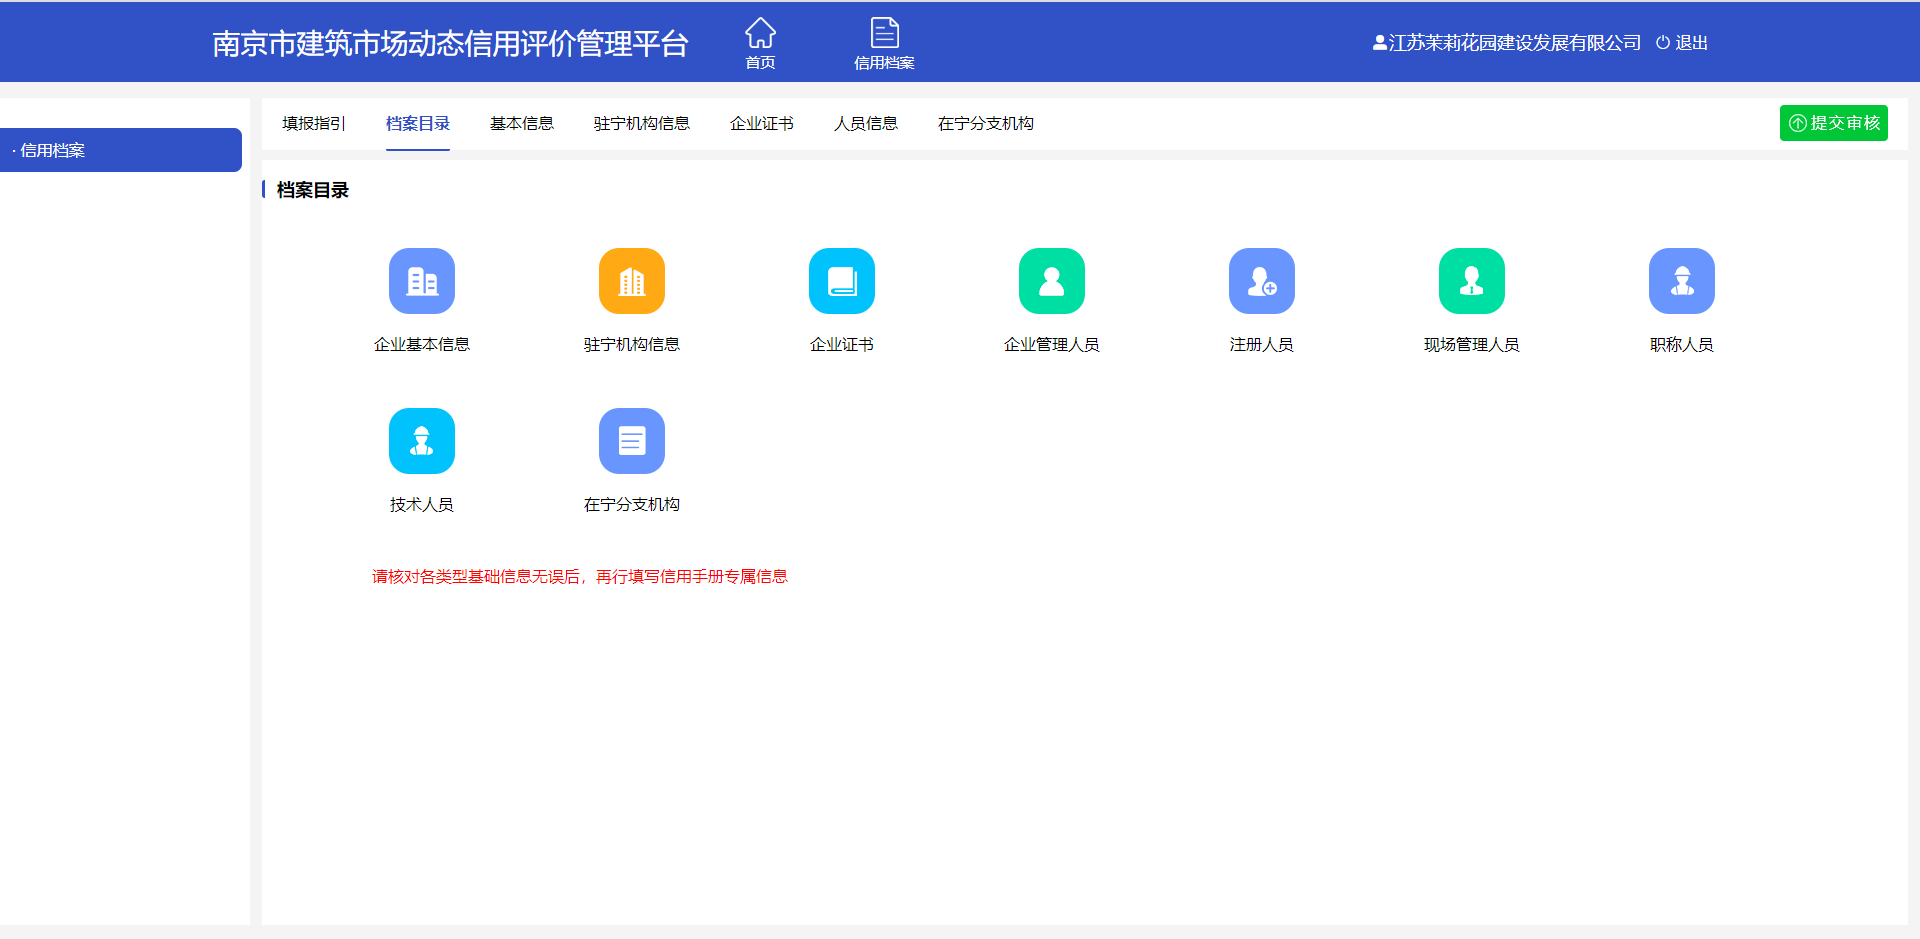 南京市建筑市场动态信用评价管理平台
首页
信用档案
江苏茉莉花园建设发展有限公司
退出
· 信用档案
填报指引
档案目录
基本信息
驻宁机构信息
企业证书
人员信息
在宁分支机构
提交审核
档案目录
企业基本信息
驻宁机构信息
企业证书
企业管理人员
注册人员
现场管理人员
职称人员
技术人员
在宁分支机构
请核对各类型基础信息无误后，再行填写信用手册专属信息